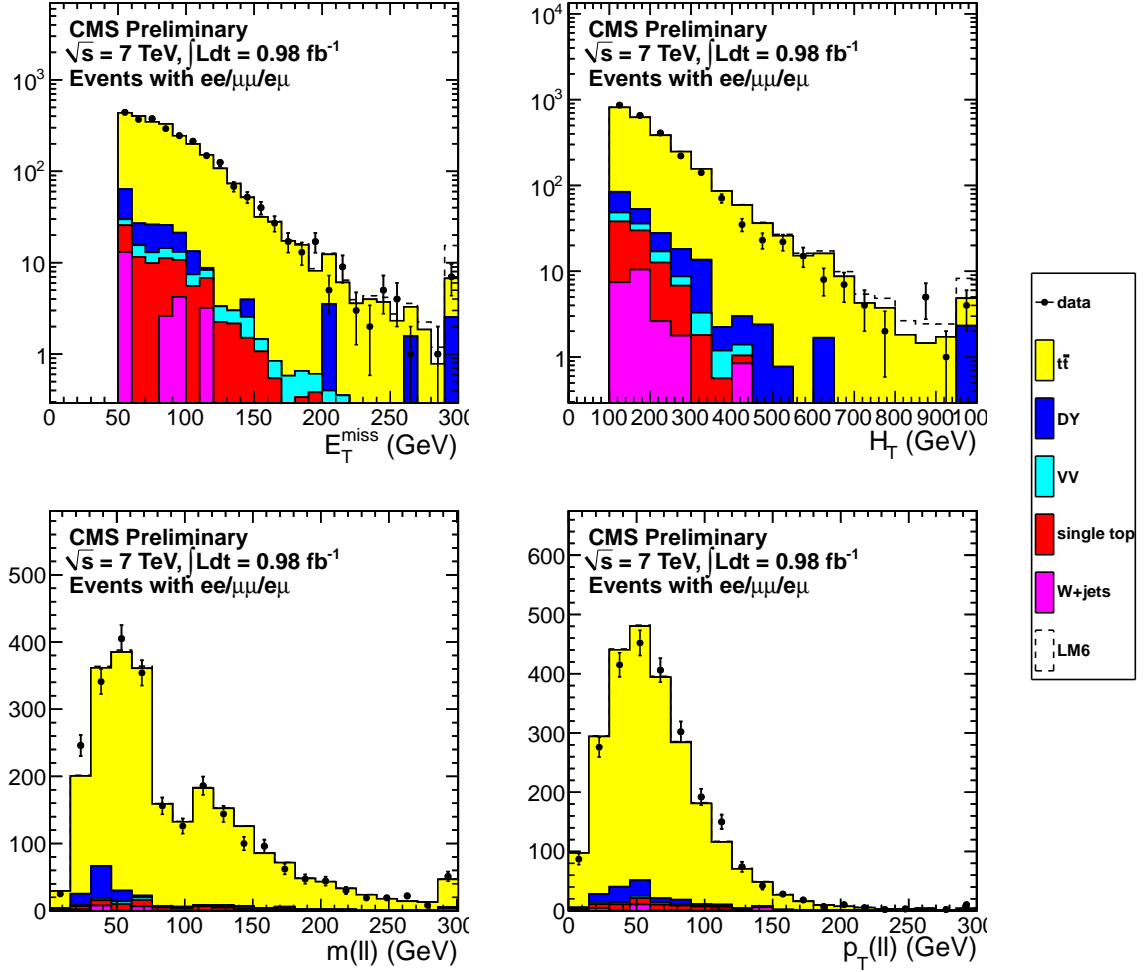 CMS Preliminary
√s = 7 TeV, ∫Ldt = 0.98 fb⁻¹
Events with ee/μμ/eμ
10³
10²
10
1
0 50 100 150 200 250 300
E_T^miss (GeV)
CMS Preliminary
√s = 7 TeV, ∫Ldt = 0.98 fb⁻¹
Events with ee/μμ/eμ
10⁴
10³
10²
10
1
0 100 200 300 400 500 600 700 800 900 1000
H_T (GeV)
data
tt̄
DY
VV
single top
W+jets
LM6
CMS Preliminary
√s = 7 TeV, ∫Ldt = 0.98 fb⁻¹
Events with ee/μμ/eμ
500
400
300
200
100
0
0 50 100 150 200 250 300
m(ll) (GeV)
CMS Preliminary
√s = 7 TeV, ∫Ldt = 0.98 fb⁻¹
Events with ee/μμ/eμ
600
500
400
300
200
100
0
0 50 100 150 200 250 300
p_T(ll) (GeV)